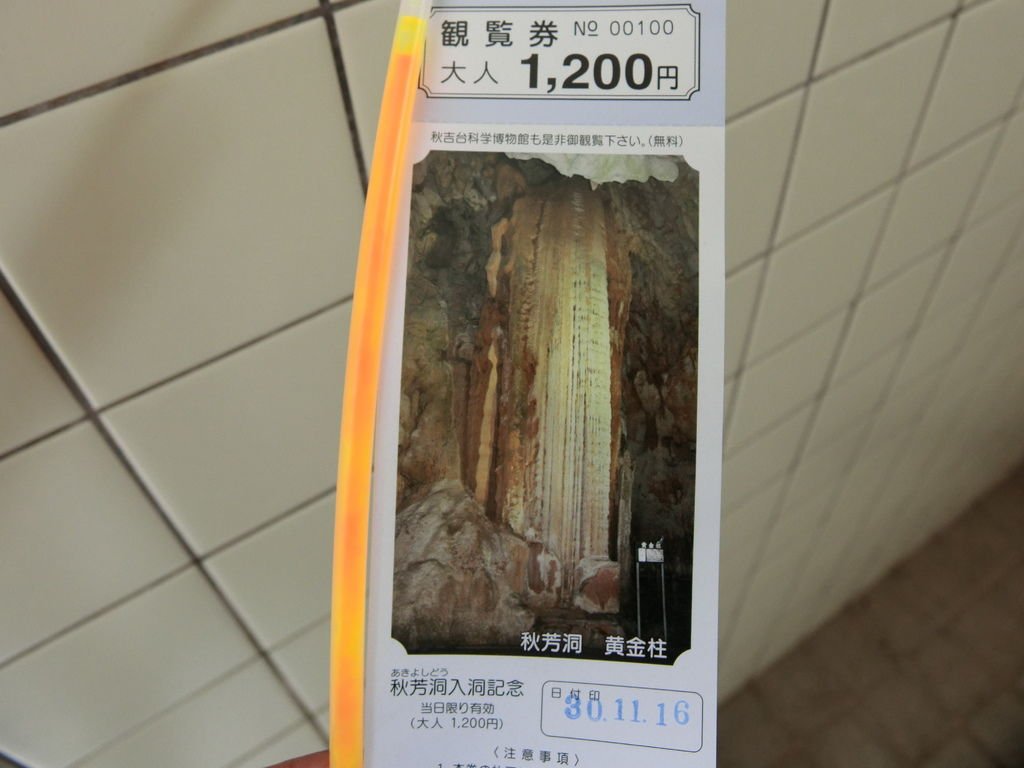 観覧券 № 00100
大人 1,200円
秋吉台科学博物館も是非御観覧下さい。(無料)
黄金柱
秋芳洞 黄金柱
あきよしどう
秋芳洞入洞記念
当日限り有効
(大人 1,200円)
日付印
30.11.16
〈注意事項〉